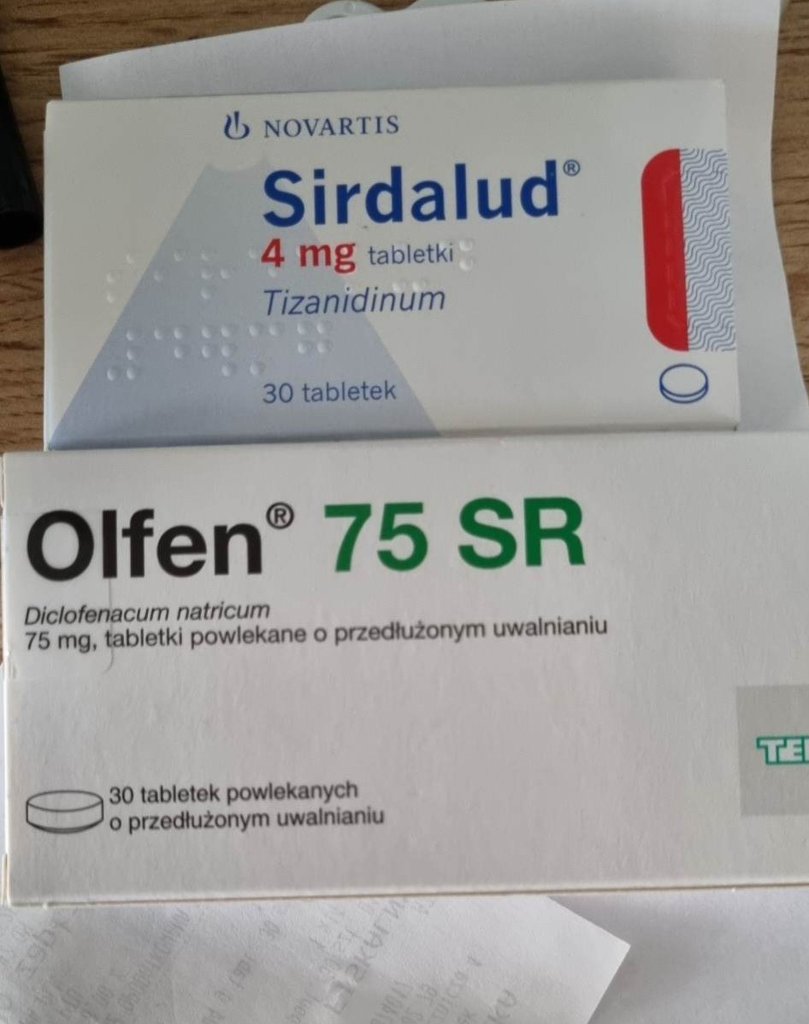 NOVARTIS
Sirdalud®
4 mg tabletki
Tizanidinum
30 tabletek
Olfen® 75 SR
Diclofenacum natricum
75 mg, tabletki powlekane o przedłużonym uwalnianiu
30 tabletek powlekanych
o przedłużonym uwalnianiu